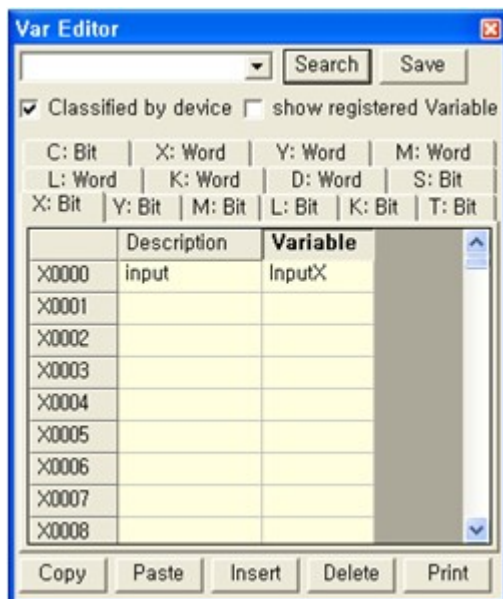 Var Editor
Search Save
Classified by device show registered Variable
C: Bit X: Word Y: Word M: Word
L: Word K: Word D: Word S: Bit
X: Bit Y: Bit M: Bit L: Bit K: Bit T: Bit
Description Variable
X0000 input InputX
X0001
X0002
X0003
X0004
X0005
X0006
X0007
X0008
Copy Paste Insert Delete Print